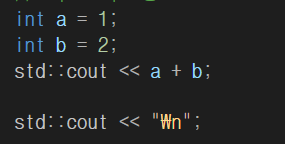 int a = 1;
int b = 2;
std::cout << a + b;
std::cout << "₩n";